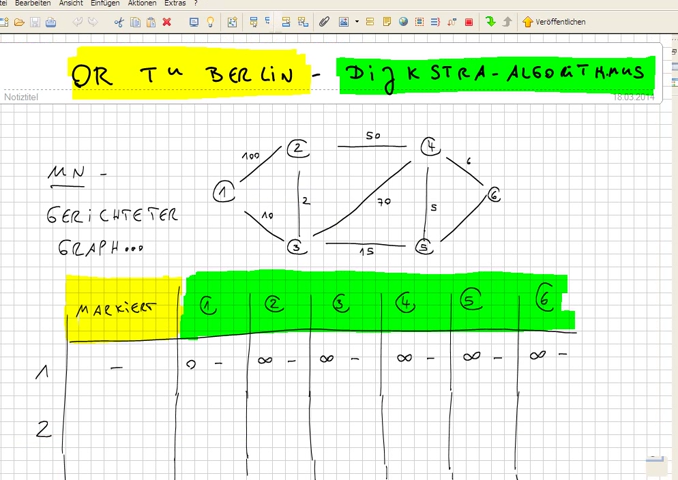 Bearbeiten Ansicht Einfügen Aktionen Extras ?
Veröffentlichen
OR TU BERLIN - DIJKSTRA-ALGORITHMUS
Notiztitel
18.03.2014
50
100
2
4
6
MN -
1
2
70
5
6
10
GERICHTETER
GRAPH...
3
15
5
MARKIERT 1 2 3 4 5 6
1 - 0 - ∞ - ∞ - ∞ - ∞ - ∞ -
2